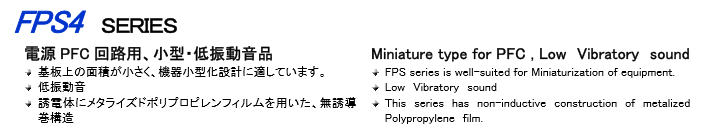 FPS4 SERIES
電源 PFC 回路用、小型・低振動音品
基板上の面積が小さく、機器小型化設計に適しています。
低振動音
誘電体にメタライズドポリプロピレンフィルムを用いた、無誘導
巻構造
Miniature type for PFC , Low Vibratory sound
FPS series is well-suited for Miniaturization of equipment.
Low Vibratory sound
This series has non-inductive construction of metalized
Polypropylene film.